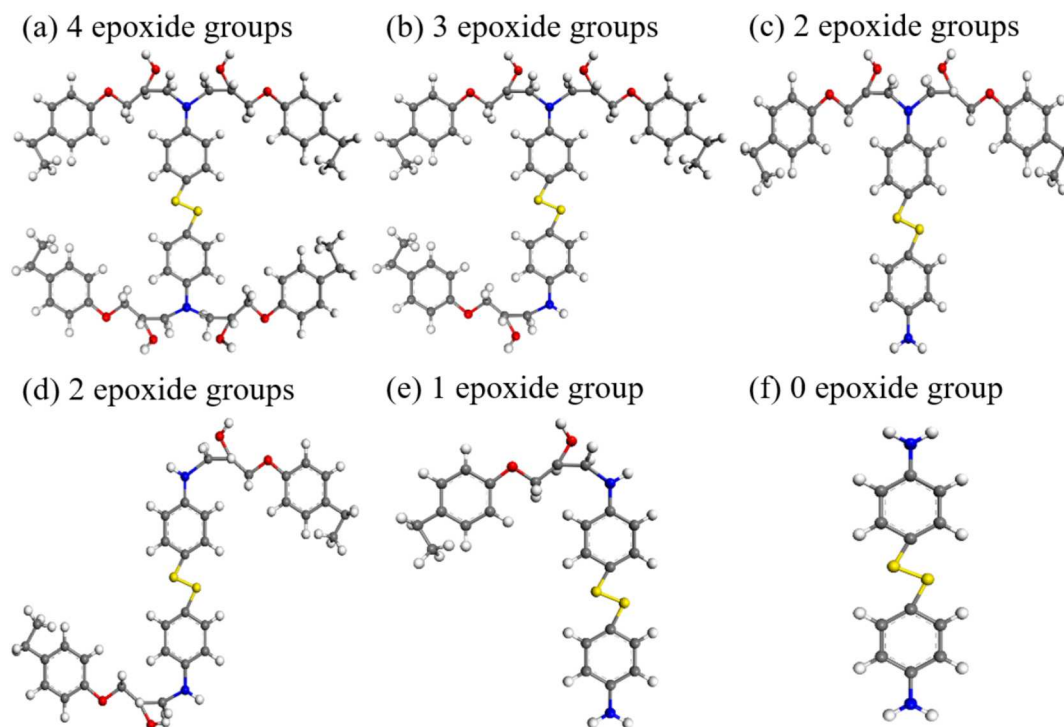 (a) 4 epoxide groups
(b) 3 epoxide groups
(c) 2 epoxide groups
(d) 2 epoxide groups
(e) 1 epoxide group
(f) 0 epoxide group